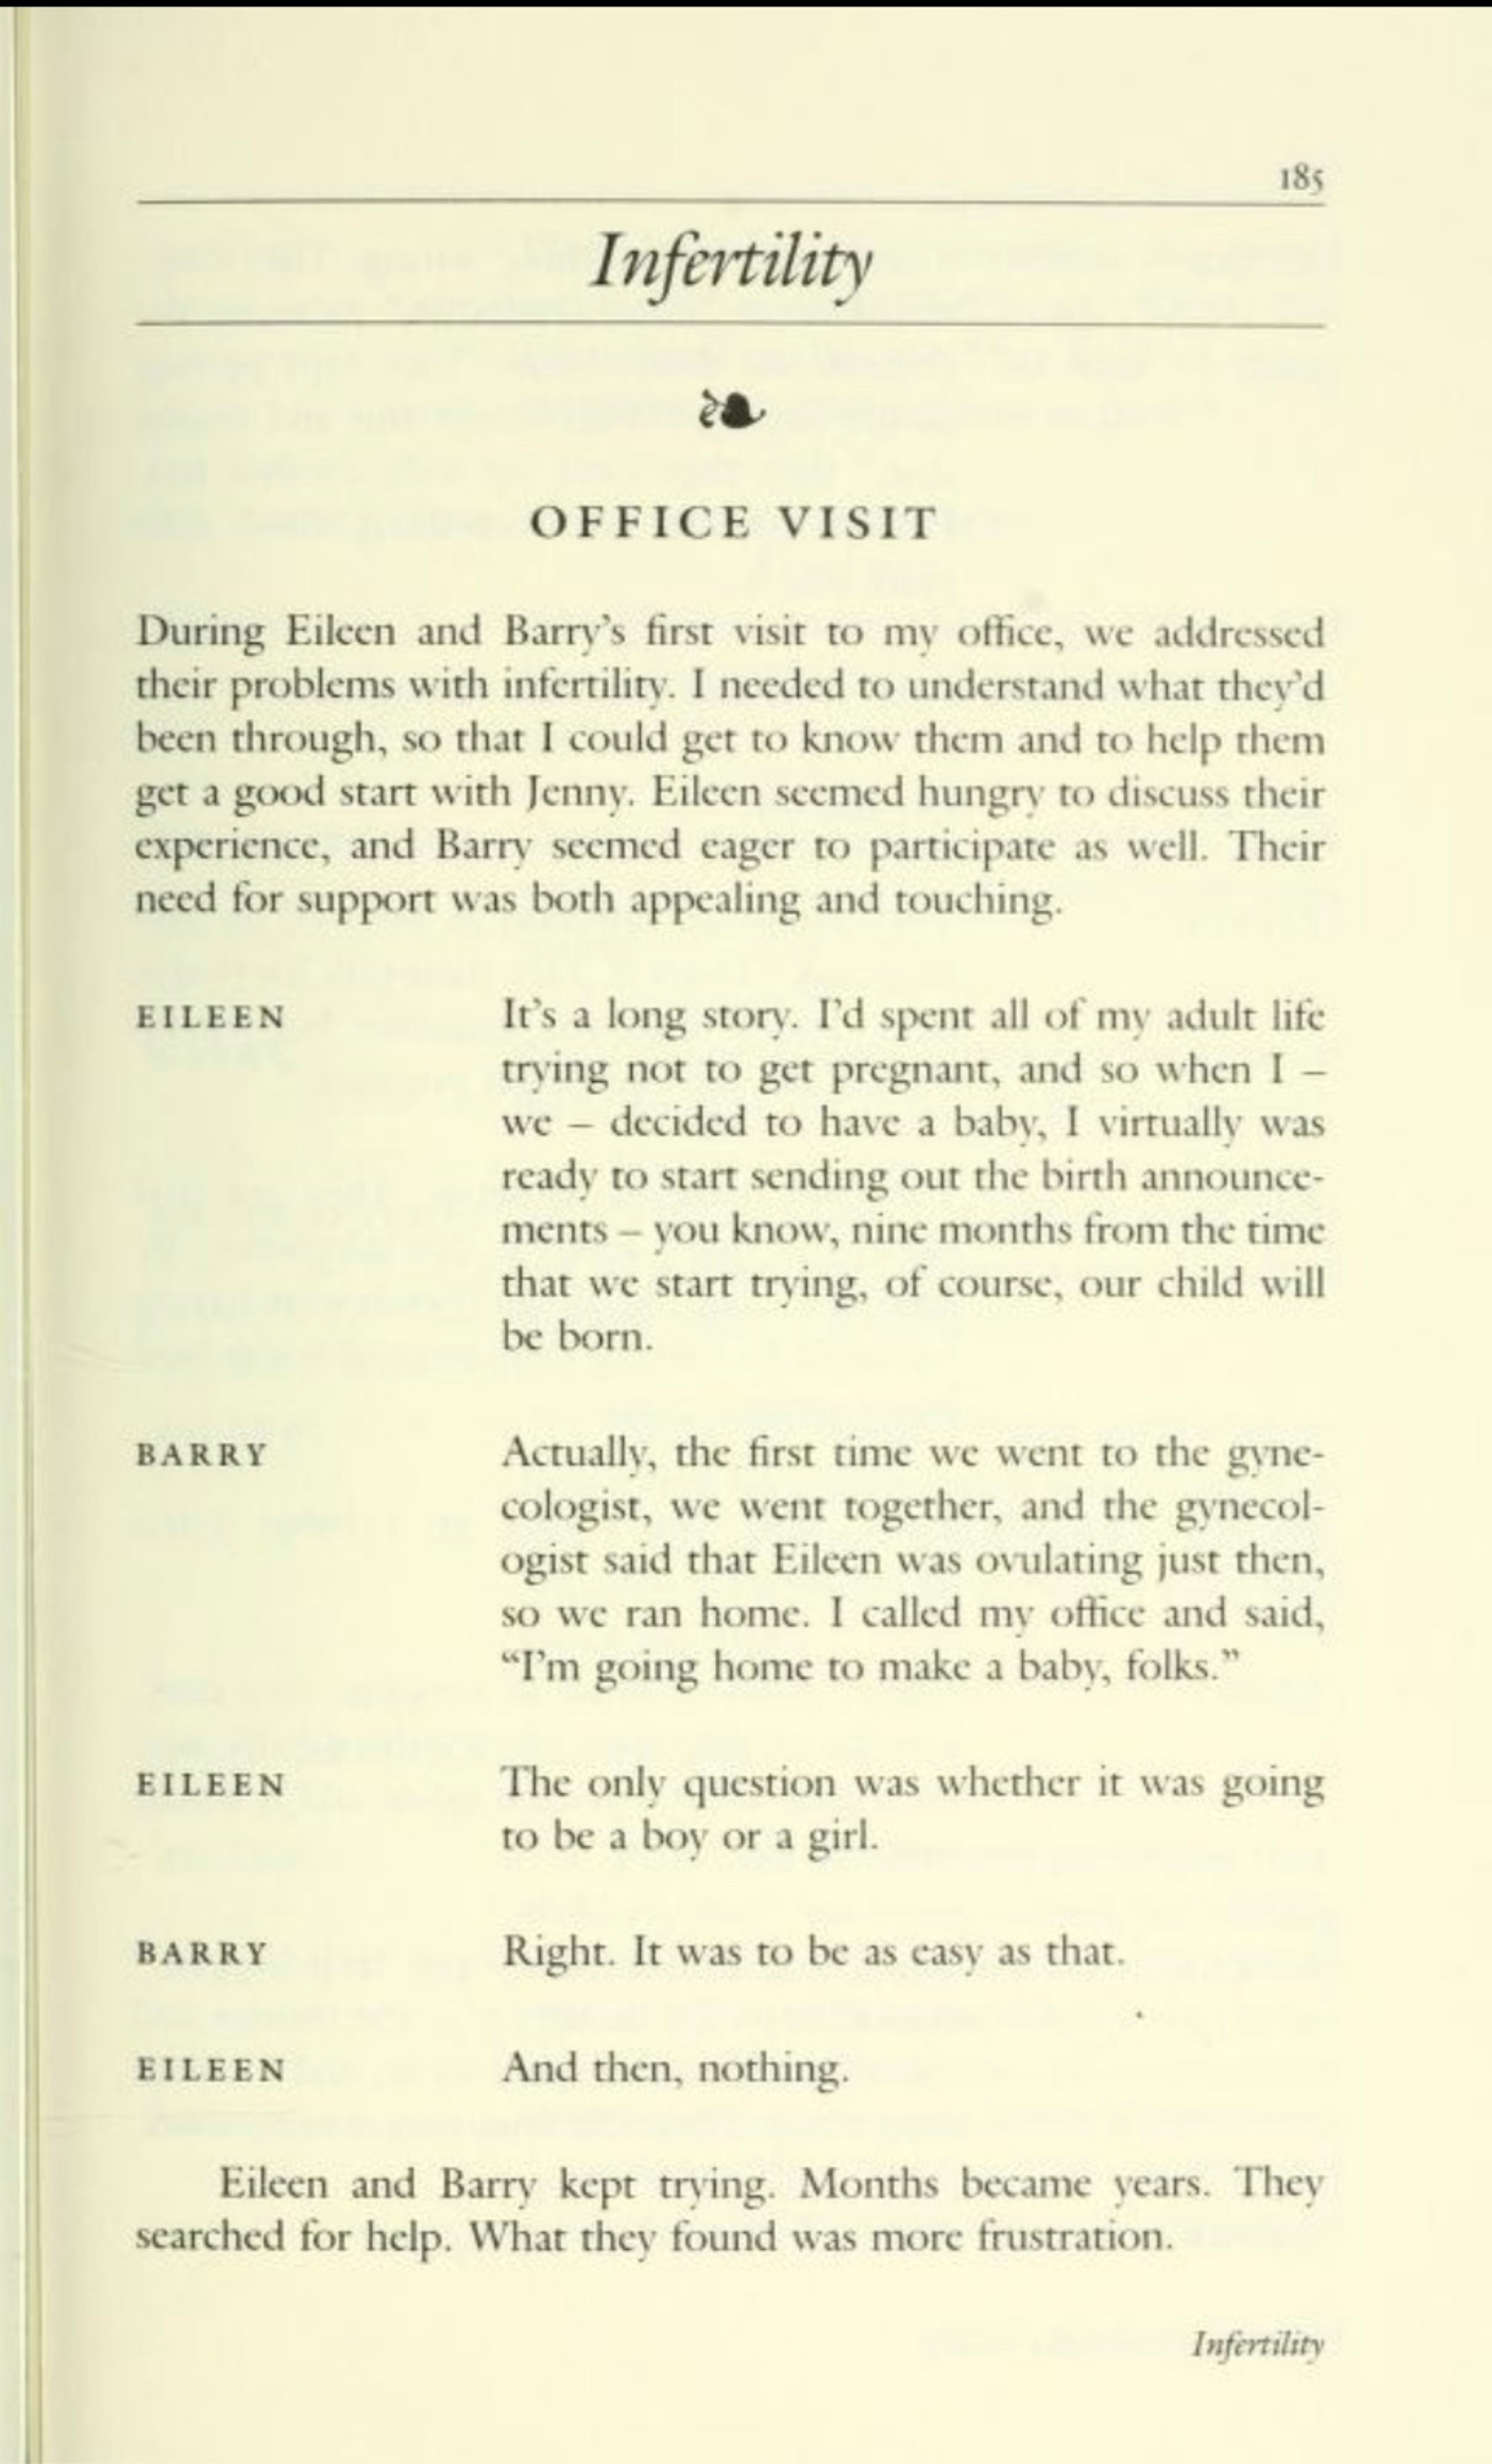 185
Infertility
OFFICE VISIT
During Eileen and Barry's first visit to my office, we addressed
their problems with infertility. I needed to understand what they'd
been through, so that I could get to know them and to help them
get a good start with Jenny. Eileen seemed hungry to discuss their
experience, and Barry seemed eager to participate as well. Their
need for support was both appealing and touching.
EILEEN It's a long story. I'd spent all of my adult life
trying not to get pregnant, and so when I –
we – decided to have a baby, I virtually was
ready to start sending out the birth announce-
ments – you know, nine months from the time
that we start trying, of course, our child will
be born.
BARRY Actually, the first time we went to the gyne-
cologist, we went together, and the gynecol-
ogist said that Eileen was ovulating just then,
so we ran home. I called my office and said,
“I'm going home to make a baby, folks.”
EILEEN The only question was whether it was going
to be a boy or a girl.
BARRY Right. It was to be as easy as that.
EILEEN And then, nothing.
Eileen and Barry kept trying. Months became years. They
searched for help. What they found was more frustration.
Infertility